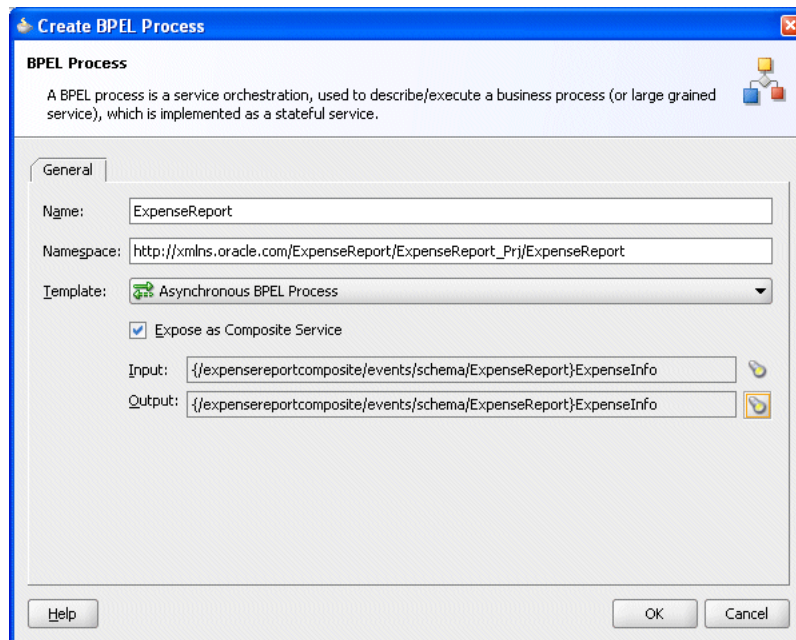 Create BPEL Process
BPEL Process
A BPEL process is a service orchestration, used to describe/execute a business process (or large grained
service), which is implemented as a stateful service.
General
Name: ExpenseReport
Namespace: http://xmlns.oracle.com/ExpenseReport/ExpenseReport_Prj/ExpenseReport
Template: Asynchronous BPEL Process
Expose as Composite Service
Input: {/expensereportcomposite/events/schema/ExpenseReport}ExpenseInfo
Output: {/expensereportcomposite/events/schema/ExpenseReport}ExpenseInfo
Help OK Cancel